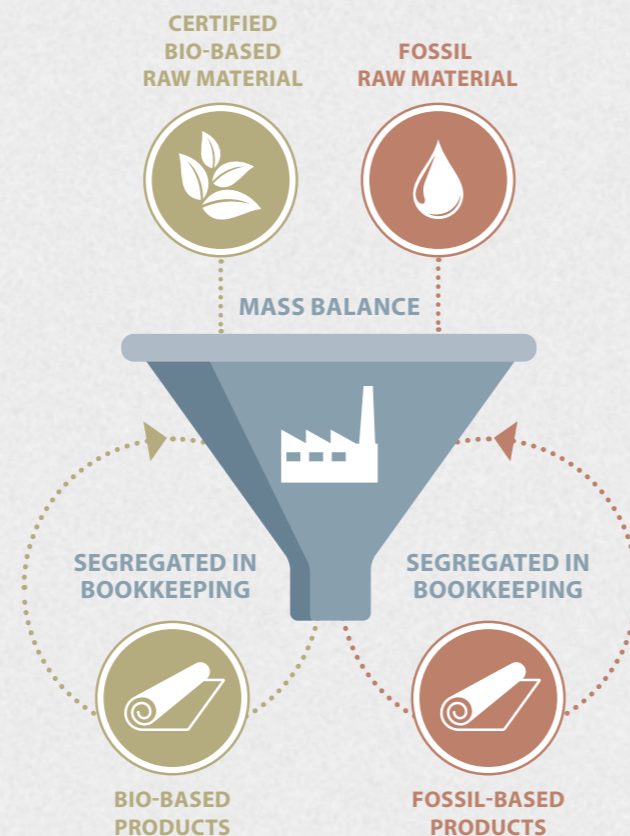 CERTIFIED
BIO-BASED
RAW MATERIAL
FOSSIL
RAW MATERIAL
MASS BALANCE
SEGREGATED IN
BOOKKEEPING
SEGREGATED IN
BOOKKEEPING
BIO-BASED
PRODUCTS
FOSSIL-BASED
PRODUCTS